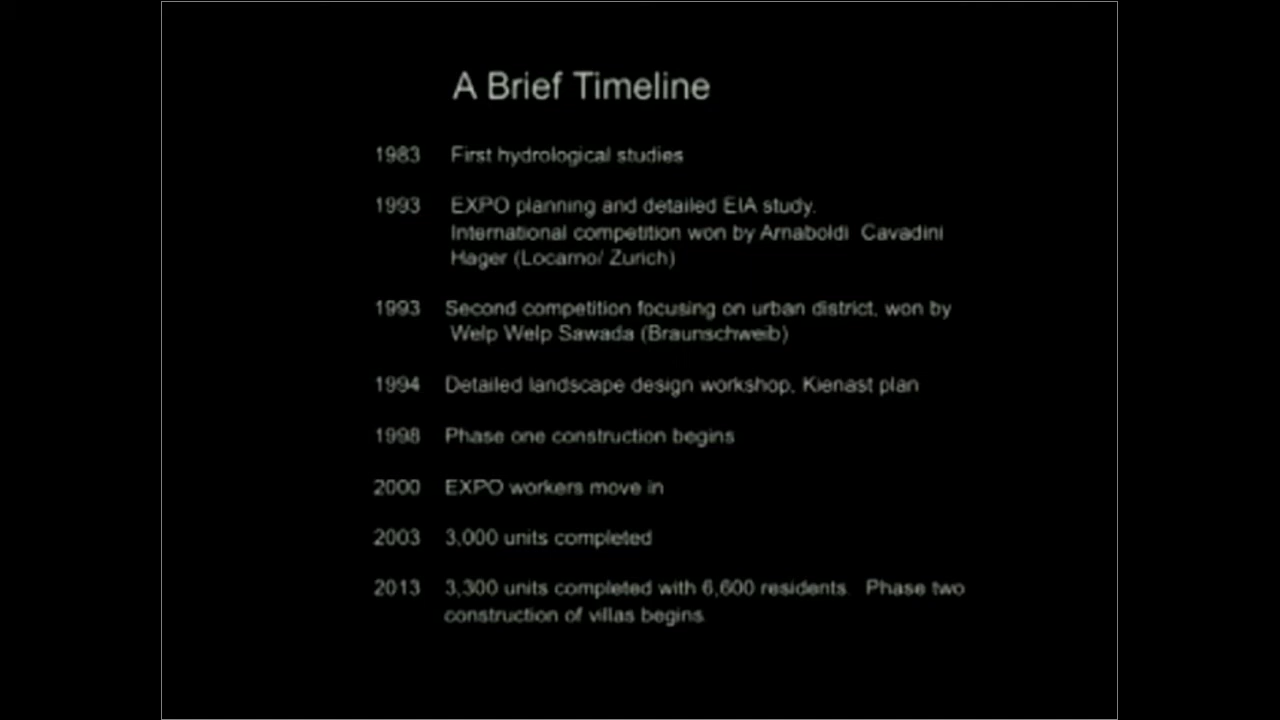 A Brief Timeline
1983 First hydrological studies
1993 EXPO planning and detailed EIA study.
International competition won by Arnaboldi Cavadini
Hager (Locarno/ Zurich)
1993 Second competition focusing on urban district, won by
Welp Welp Sawada (Braunschweib)
1994 Detailed landscape design workshop, Kienast plan
1998 Phase one construction begins
2000 EXPO workers move in
2003 3,000 units completed
2013 3,300 units completed with 6,600 residents. Phase two
construction of villas begins.